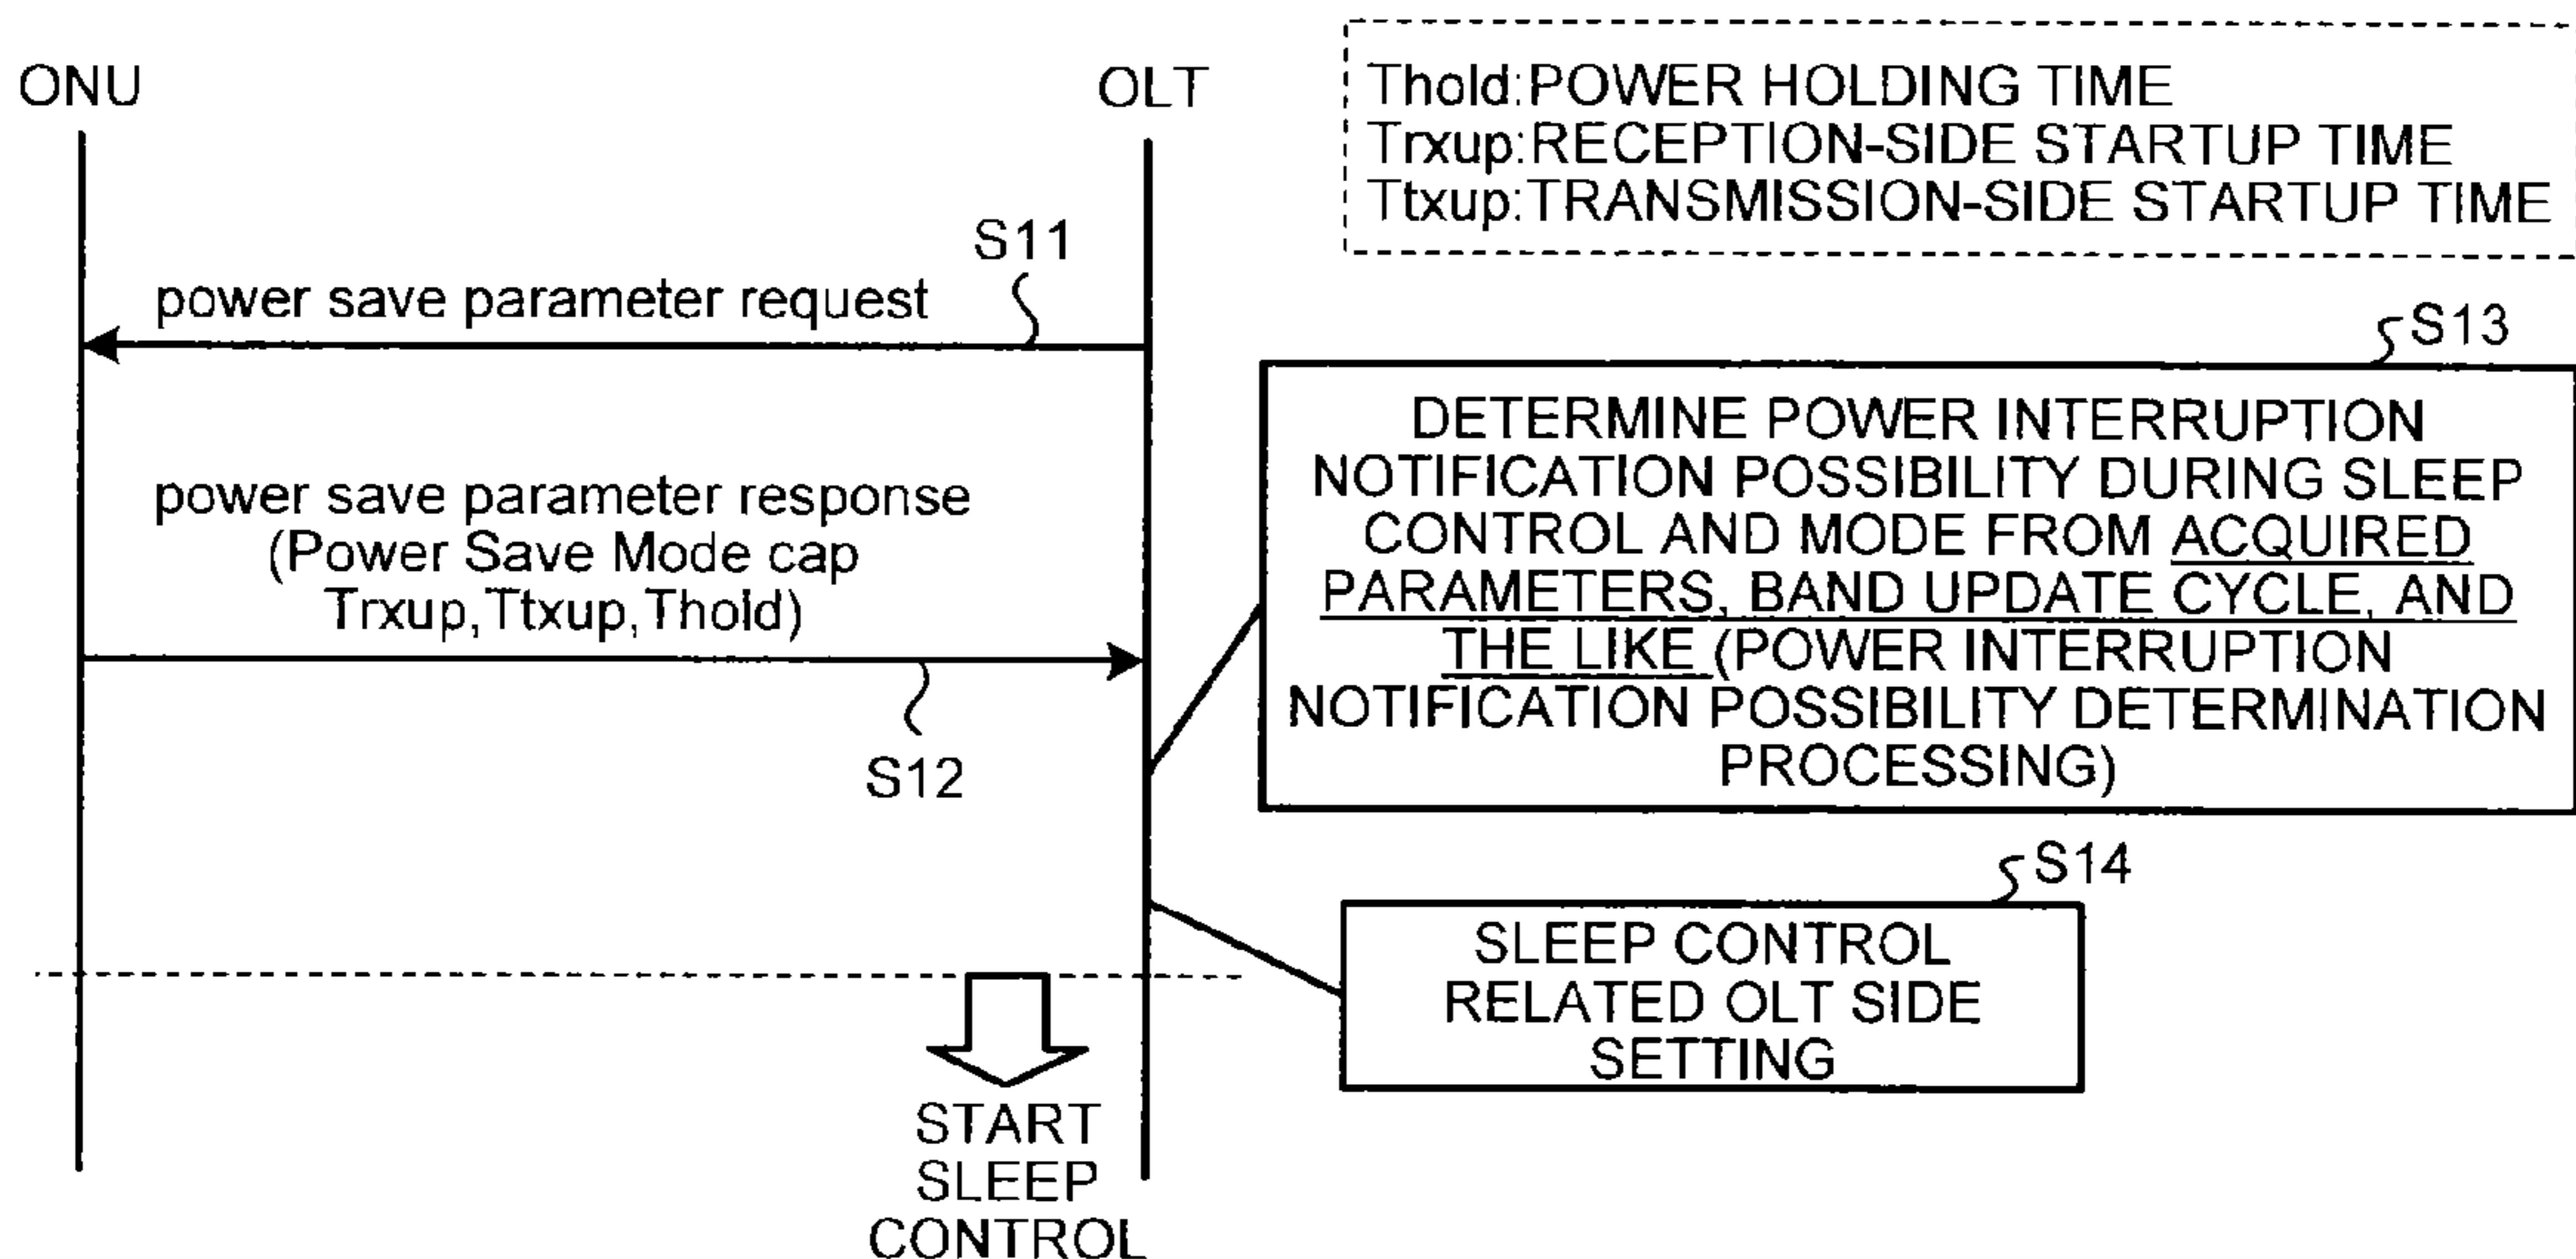 ONU
OLT
Thold:POWER HOLDING TIME
Trxup:RECEPTION-SIDE STARTUP TIME
Ttxup:TRANSMISSION-SIDE STARTUP TIME
S11
power save parameter request
S13
DETERMINE POWER INTERRUPTION
NOTIFICATION POSSIBILITY DURING SLEEP
CONTROL AND MODE FROM ACQUIRED
PARAMETERS, BAND UPDATE CYCLE, AND
THE LIKE (POWER INTERRUPTION
NOTIFICATION POSSIBILITY DETERMINATION
PROCESSING)
power save parameter response
(Power Save Mode cap
Trxup,Ttxup,Thold)
S12
S14
SLEEP CONTROL
RELATED OLT SIDE
SETTING
START
SLEEP
CONTROL